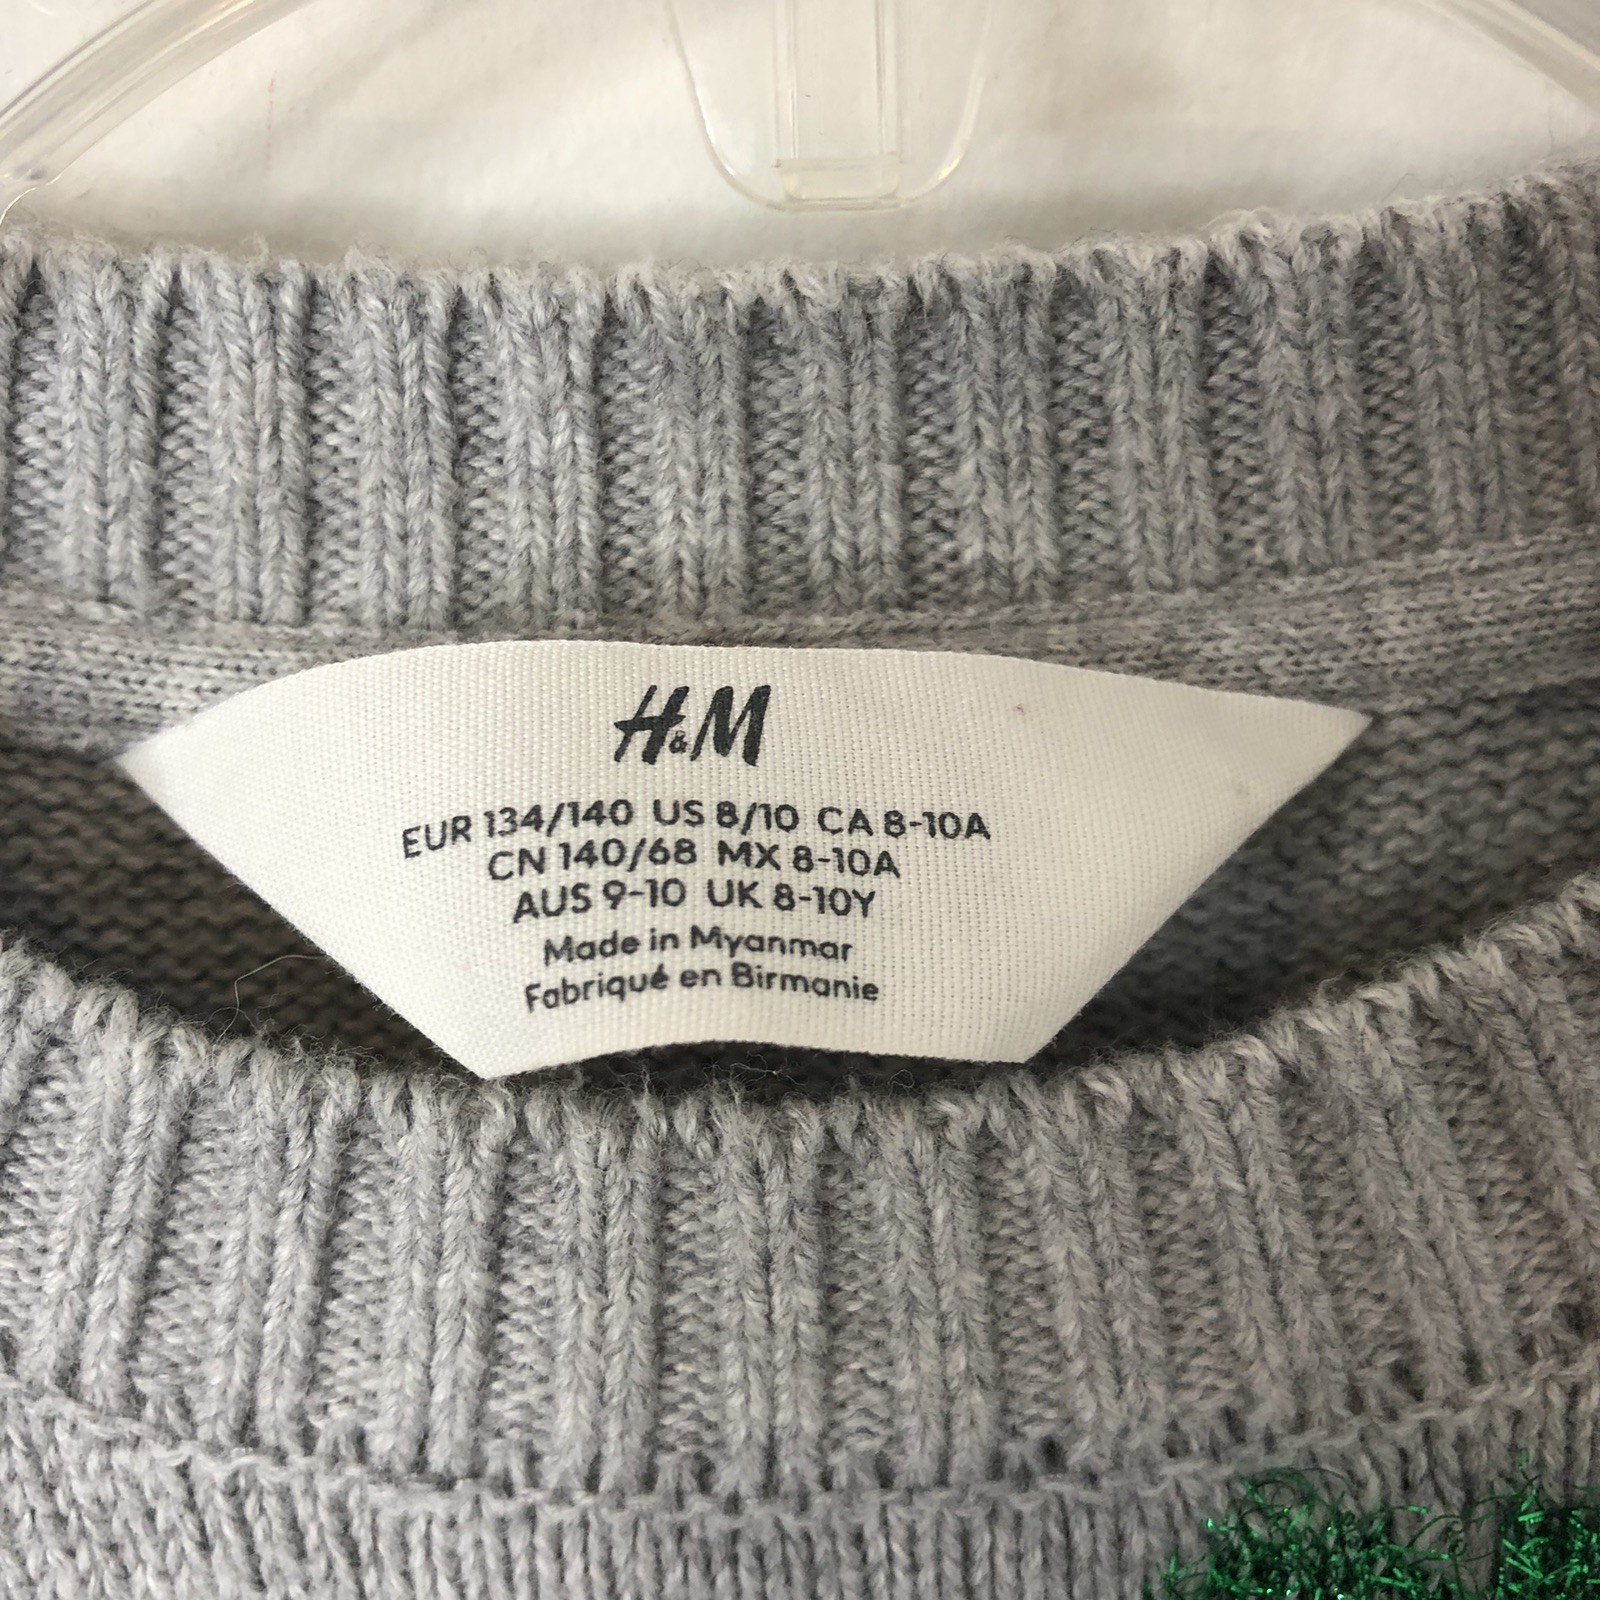 H&M
EUR 134/140 US 8/10 CA 8-10A
CN 140/68 MX 8-10A
AUS 9-10 UK 8-10Y
Made in Myanmar
Fabriqué en Birmanie